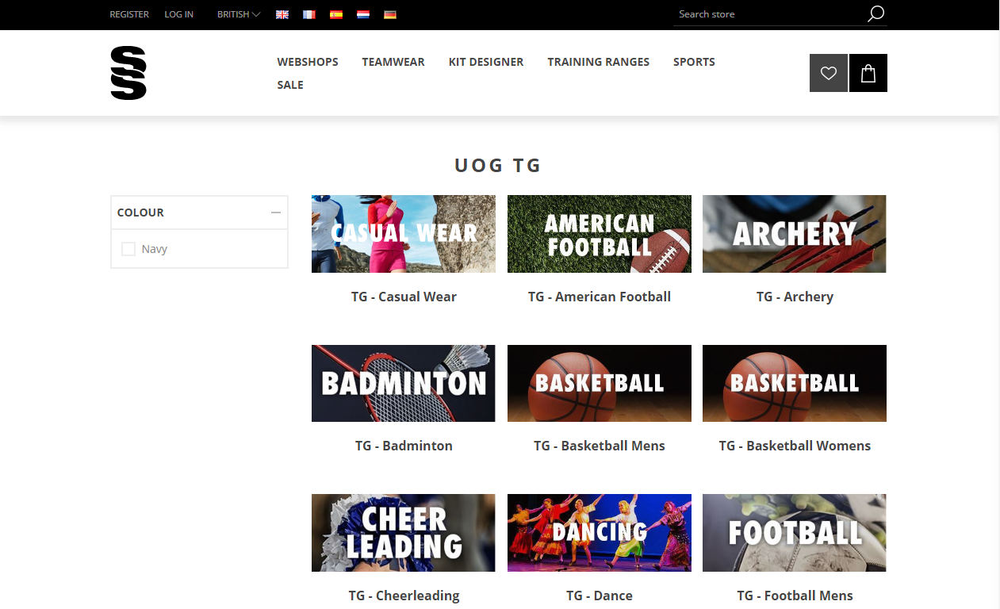 REGISTER LOG IN BRITISH Search store
WEBSHOPS TEAMWEAR KIT DESIGNER TRAINING RANGES SPORTS
SALE
UOG TG
COLOUR
Navy
CASUAL WEAR
AMERICAN
FOOTBALL
ARCHERY
TG - Casual Wear
TG - American Football
TG - Archery
BADMINTON
BASKETBALL
BASKETBALL
TG - Badminton
TG - Basketball Mens
TG - Basketball Womens
CHEER
LEADING
DANCING
FOOTBALL
TG - Cheerleading
TG - Dance
TG - Football Mens